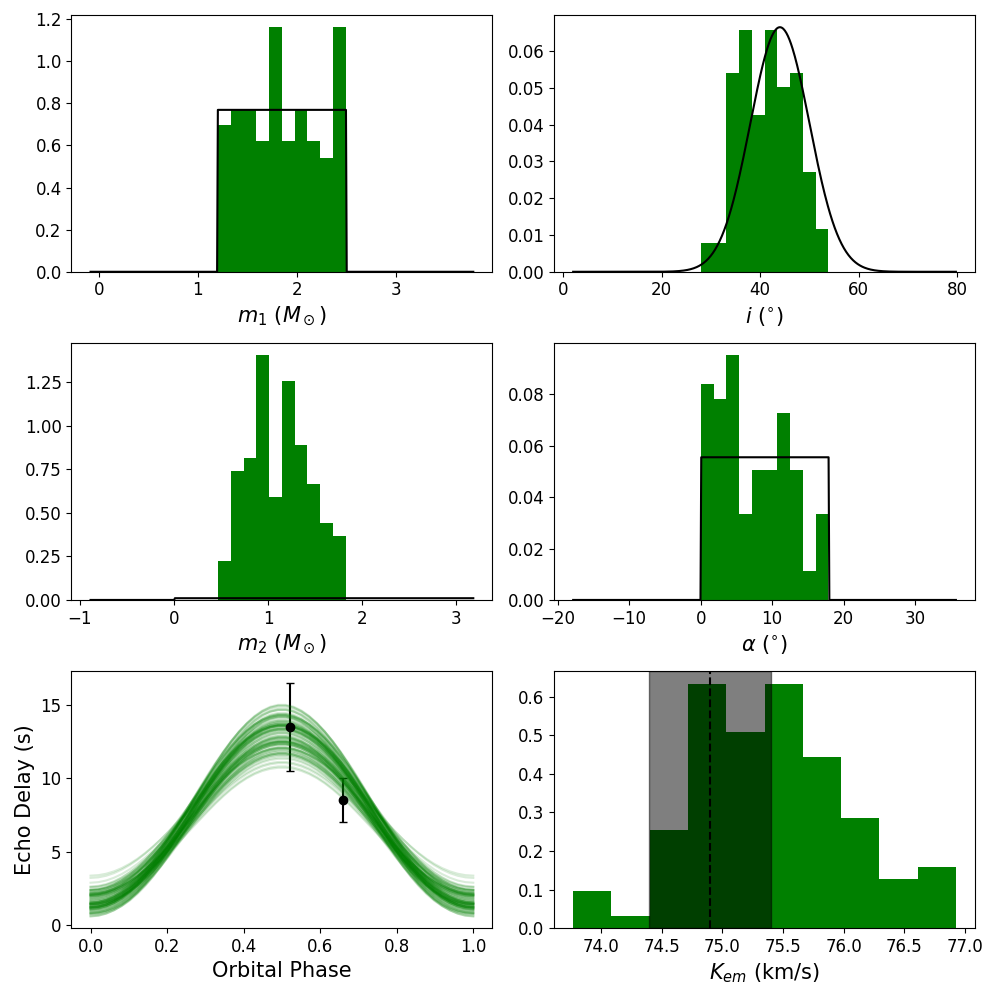 1.2
1.0
0.8
0.6
0.4
0.2
0.0
0 1 2 3
m₁ (M⊙)
0.06
0.05
0.04
0.03
0.02
0.01
0.00
0 20 40 60 80
i (°)
1.25
1.00
0.75
0.50
0.25
0.00
−1 0 1 2 3
m₂ (M⊙)
0.08
0.06
0.04
0.02
0.00
−20 −10 0 10 20 30
α (°)
Echo Delay (s)
15
10
5
0
0.0 0.2 0.4 0.6 0.8 1.0
Orbital Phase
0.6
0.5
0.4
0.3
0.2
0.1
0.0
74.0 74.5 75.0 75.5 76.0 76.5 77.0
Kₑₘ (km/s)